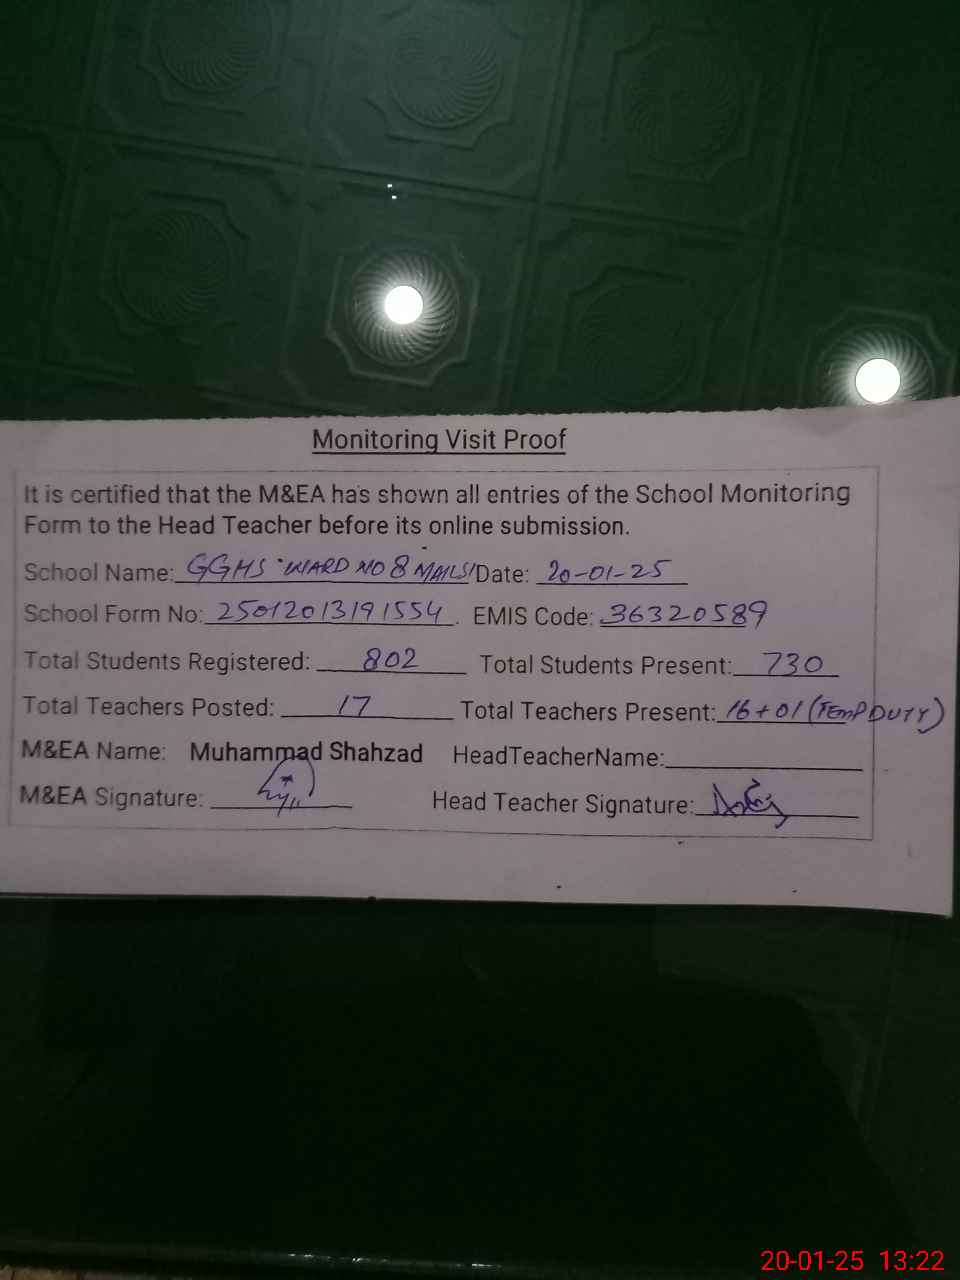 Monitoring Visit Proof
It is certified that the M&EA has shown all entries of the School Monitoring
Form to the Head Teacher before its online submission.
School Name: GGHS WARD NO 8 MAILSI Date: 20-01-25
School Form No: 25012013191554. EMIS Code: 36320589
Total Students Registered: 802 Total Students Present: 730
Total Teachers Posted: 17 Total Teachers Present: 16+01 (TEMP DUTY)
M&EA Name: Muhammad Shahzad HeadTeacherName:
M&EA Signature: Head Teacher Signature:
20-01-25 13:22